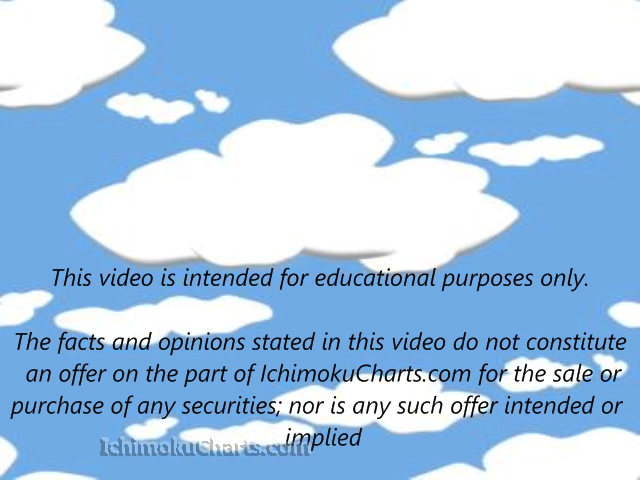 This video is intended for educational purposes only.
The facts and opinions stated in this video do not constitute
an offer on the part of IchimokuCharts.com for the sale or
purchase of any securities; nor is any such offer intended or
implied
IchimokuCharts.com